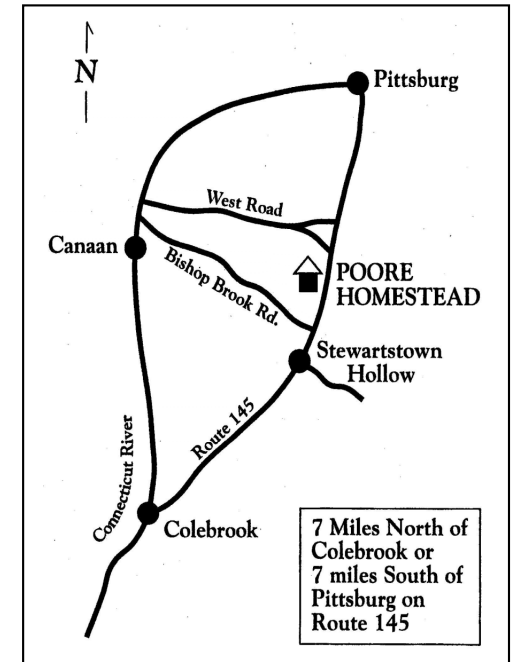 N
Pittsburg
West Road
Canaan
Bishop Brook Rd.
POORE
HOMESTEAD
Stewartstown
Hollow
Route 145
Connecticut River
Colebrook
7 Miles North of
Colebrook or
7 miles South of
Pittsburg on
Route 145